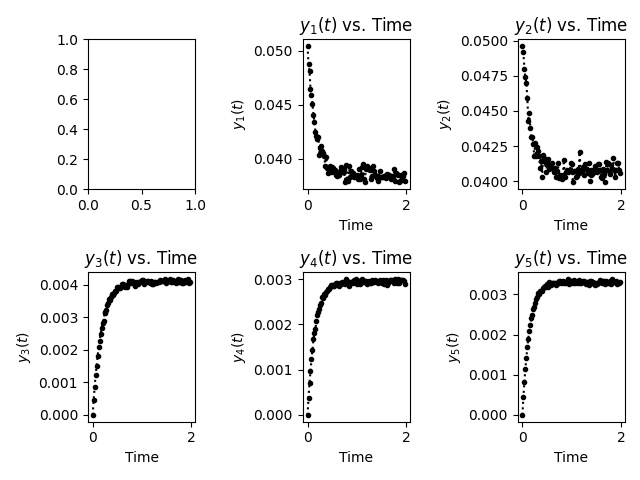 y1(t) vs. Time
y2(t) vs. Time
1.0
0.8
0.6
0.4
0.2
0.0
0.0 0.5 1.0
y1(t)
0.050
0.045
0.040
0 2
Time
y2(t)
0.0500
0.0475
0.0450
0.0425
0.0400
0 2
Time
y3(t) vs. Time
y3(t)
0.004
0.003
0.002
0.001
0.000
0 2
Time
y4(t) vs. Time
y4(t)
0.003
0.002
0.001
0.000
0 2
Time
y5(t) vs. Time
y5(t)
0.003
0.002
0.001
0.000
0 2
Time